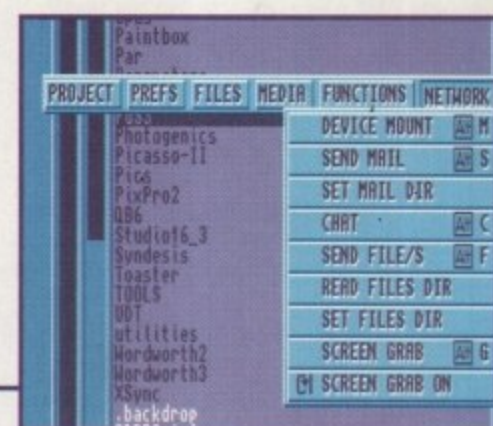 Opus
Paintbox
Par
PROJECT PREFS FILES MEDIA FUNCTIONS NETWORK
Photogenics
Picasso-II
Pics
PixPro2
QB6
Studio16_3
Syndesis
Toaster
TOOLS
UDT
utilities
Wordworth2
Wordworth3
XSync
.backdrop
DEVICE MOUNT M
SEND MAIL S
SET MAIL DIR
CHAT C
SEND FILE/S F
READ FILES DIR
SET FILES DIR
SCREEN GRAB G
SCREEN GRAB ON